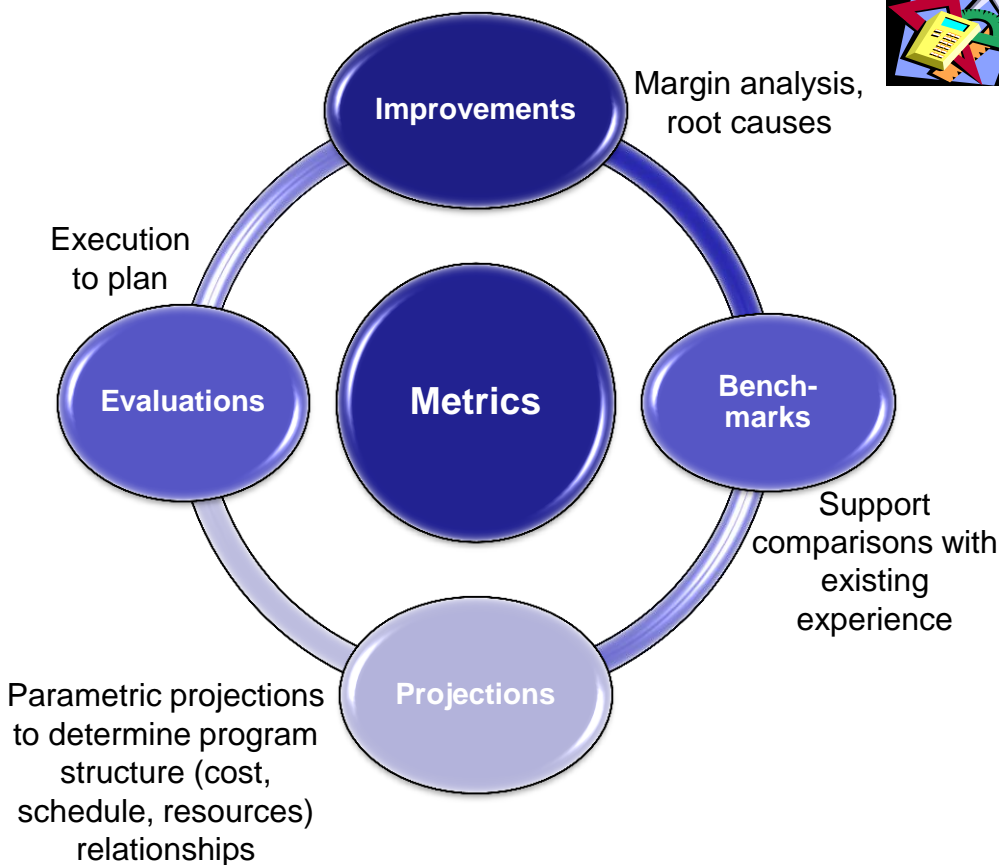 Improvements
Margin analysis,
root causes
Execution
to plan
Evaluations
Metrics
Bench-
marks
Support
comparisons with
existing
experience
Projections
Parametric projections
to determine program
structure (cost,
schedule, resources)
relationships